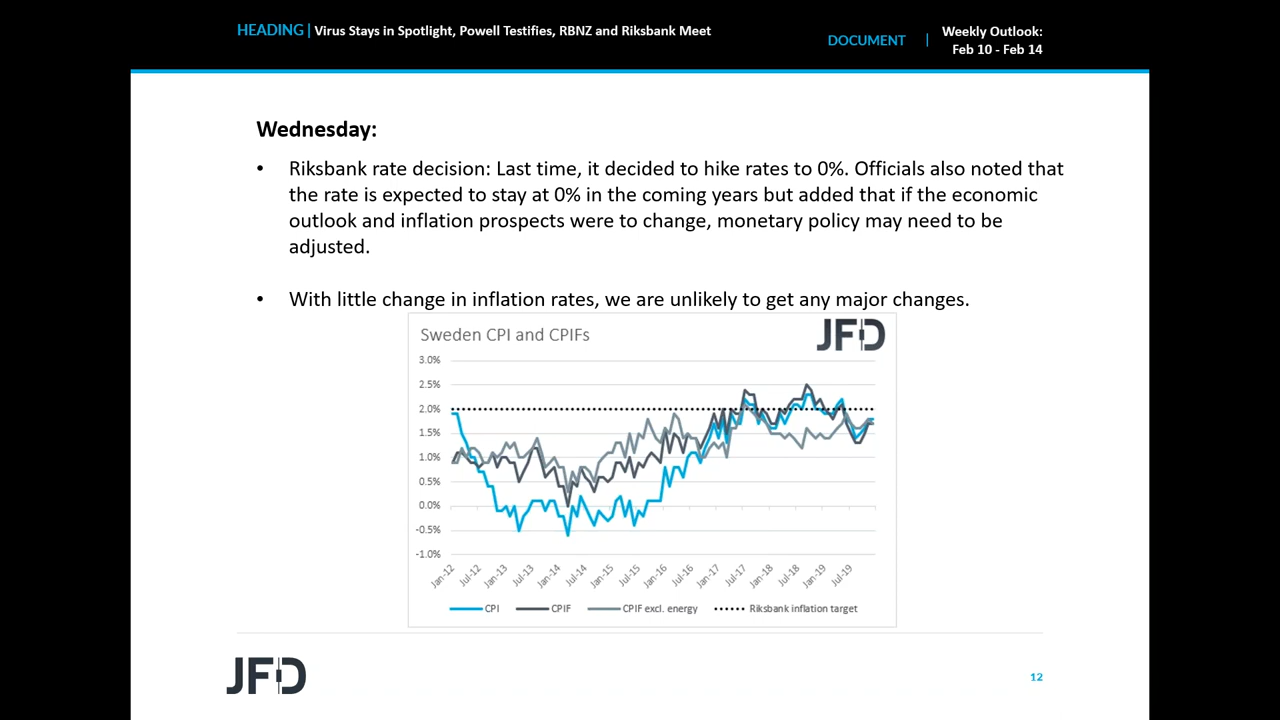 HEADING | Virus Stays in Spotlight, Powell Testifies, RBNZ and Riksbank Meet
DOCUMENT | Weekly Outlook:
Feb 10 - Feb 14
Wednesday:
• Riksbank rate decision: Last time, it decided to hike rates to 0%. Officials also noted that
the rate is expected to stay at 0% in the coming years but added that if the economic
outlook and inflation prospects were to change, monetary policy may need to be
adjusted.
• With little change in inflation rates, we are unlikely to get any major changes.
Sweden CPI and CPIFs
JFD
3.0%
2.5%
2.0%
1.5%
1.0%
0.5%
0.0%
-0.5%
-1.0%
Jan-12 Jul-12 Jan-13 Jul-13 Jan-14 Jul-14 Jan-15 Jul-15 Jan-16 Jul-16 Jan-17 Jul-17 Jan-18 Jul-18 Jan-19 Jul-19
CPI CPIF CPIF excl. energy Riksbank inflation target
JFD
12